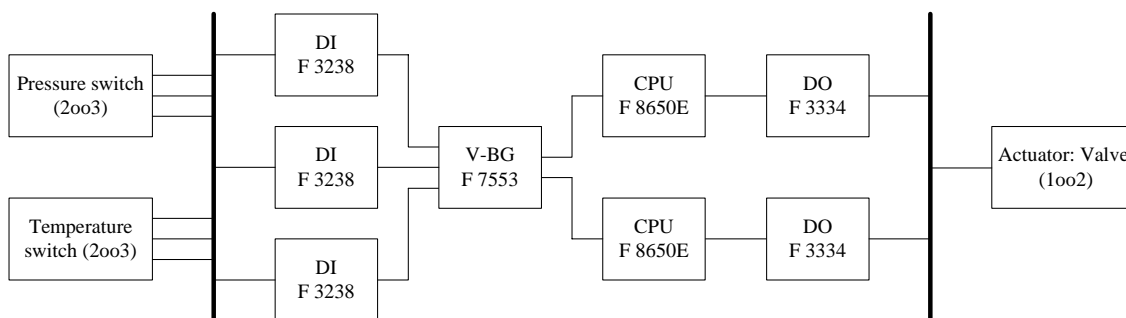 Pressure switch
(2oo3)
Temperature
switch (2oo3)
DI
F 3238
DI
F 3238
DI
F 3238
V-BG
F 7553
CPU
F 8650E
CPU
F 8650E
DO
F 3334
DO
F 3334
Actuator: Valve
(1oo2)